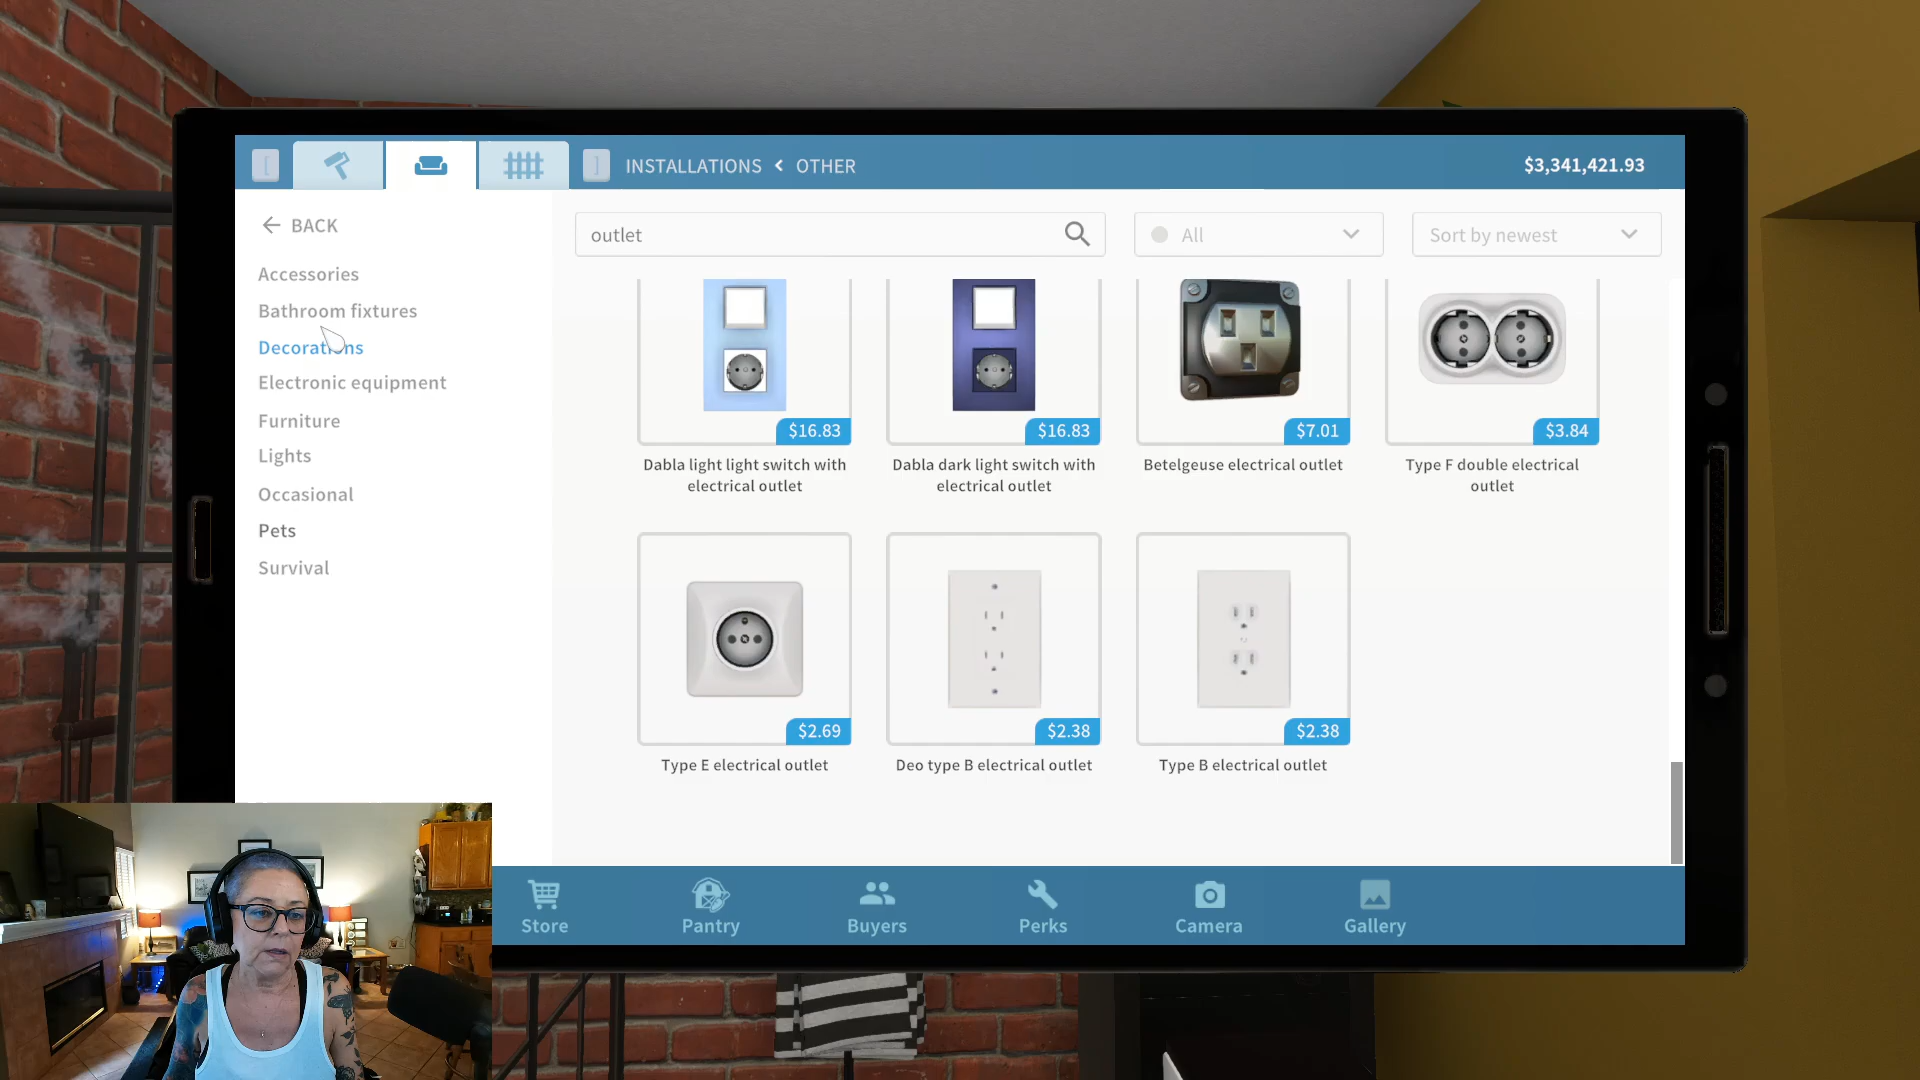 [
]
INSTALLATIONS < OTHER
$3,341,421.93
BACK
outlet
All
Sort by newest
Accessories
Bathroom fixtures
Decorations
Electronic equipment
Furniture
Lights
Occasional
Pets
Survival
$16.83
$16.83
$7.01
$3.84
Dabla light light switch with
electrical outlet
Dabla dark light switch with
electrical outlet
Betelgeuse electrical outlet
Type F double electrical
outlet
$2.69
$2.38
$2.38
Type E electrical outlet
Deo type B electrical outlet
Type B electrical outlet
Store
Pantry
Buyers
Perks
Camera
Gallery